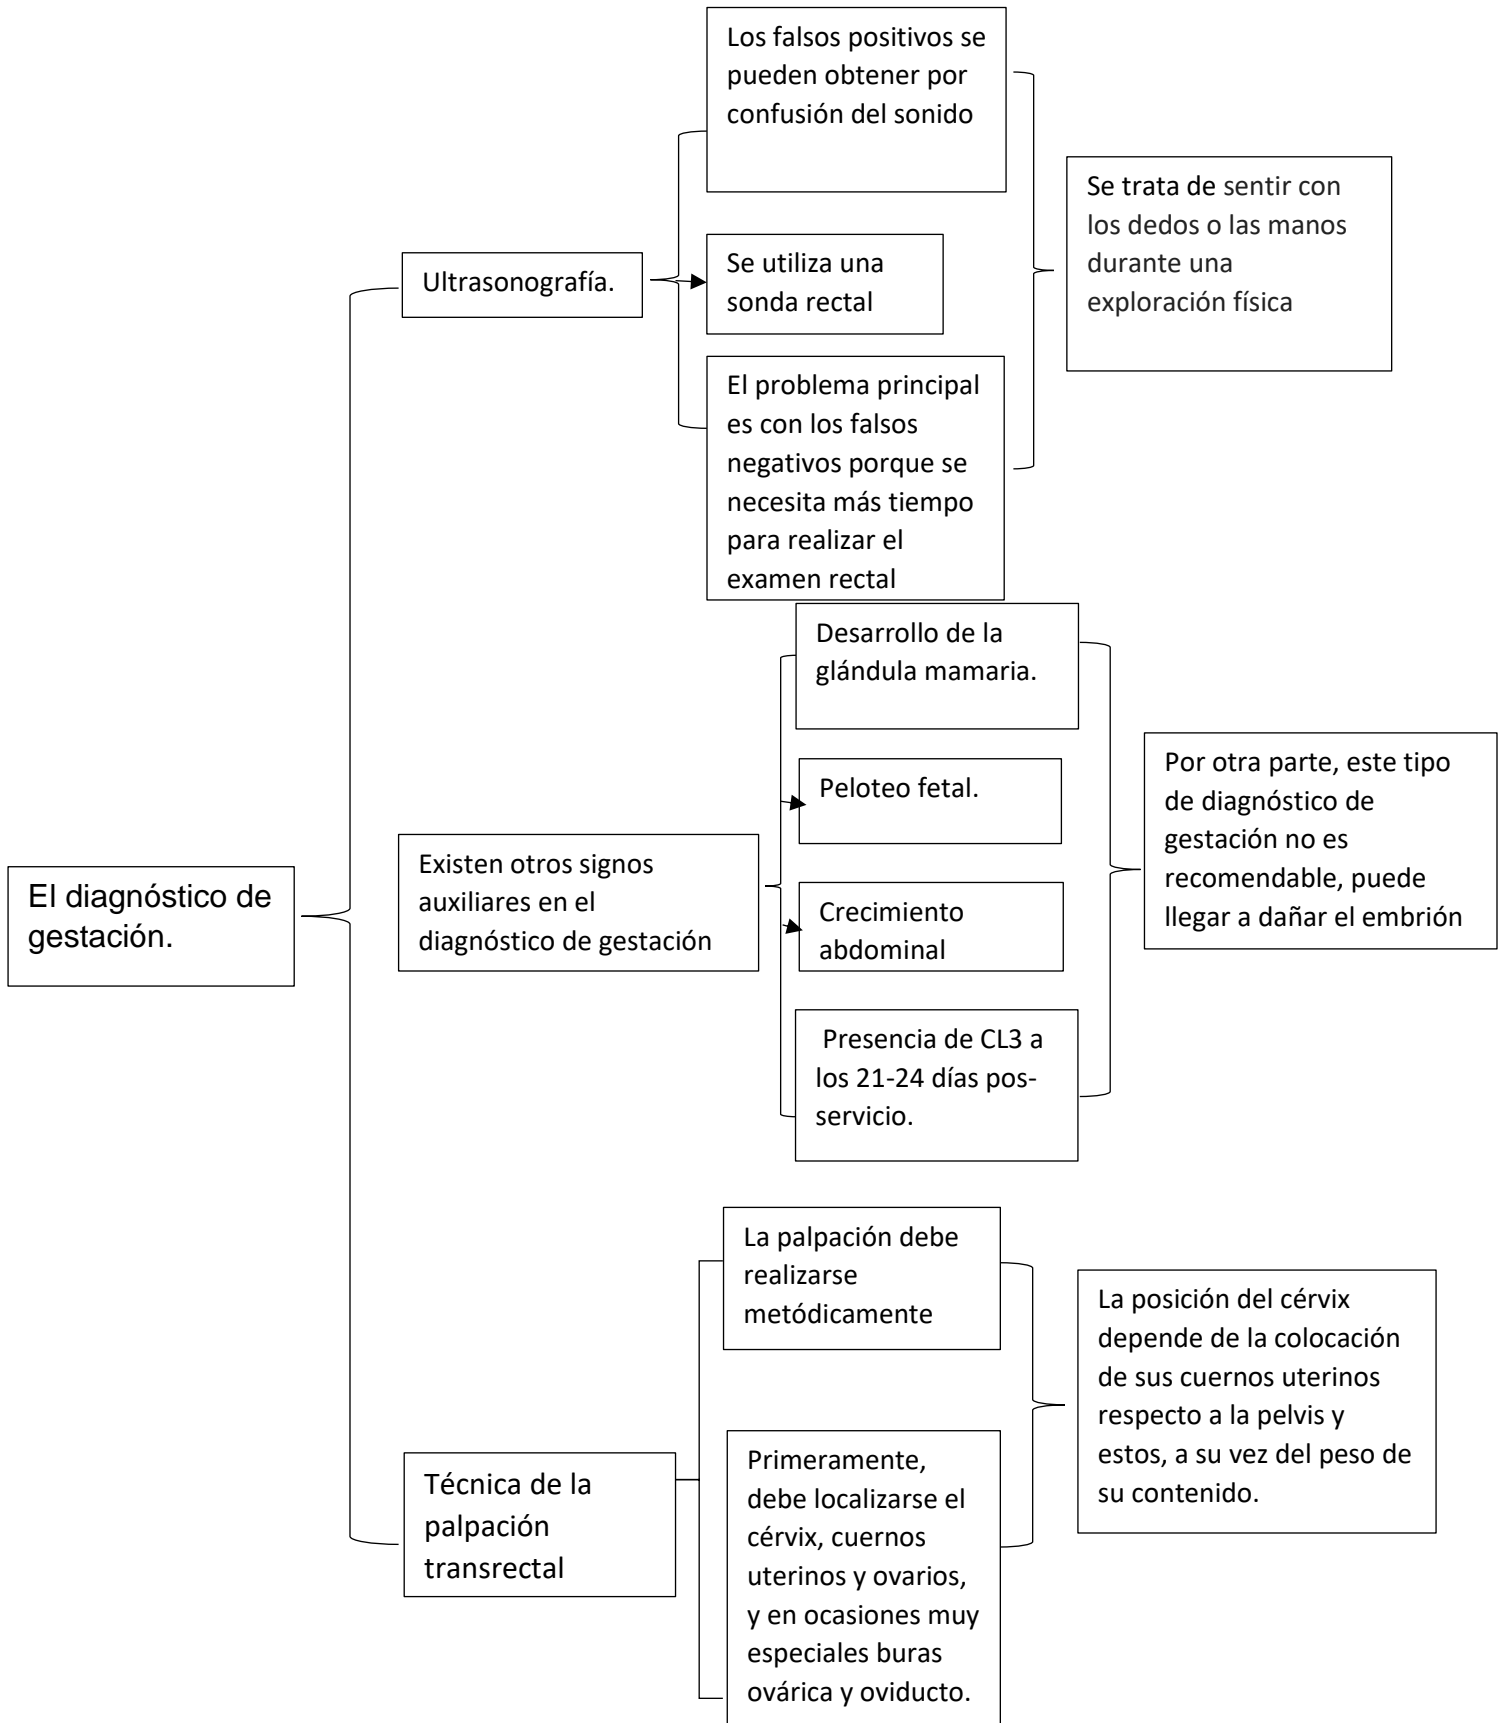 El diagnóstico de
gestación.
Ultrasonografía.
Los falsos positivos se
pueden obtener por
confusión del sonido
Se utiliza una
sonda rectal
El problema principal
es con los falsos
negativos porque se
necesita más tiempo
para realizar el
examen rectal
Se trata de sentir con
los dedos o las manos
durante una
exploración física
Existen otros signos
auxiliares en el
diagnóstico de gestación
Desarrollo de la
glándula mamaria.
Peloteo fetal.
Crecimiento
abdominal
Presencia de CL3 a
los 21-24 días pos-
servicio.
Por otra parte, este tipo
de diagnóstico de
gestación no es
recomendable, puede
llegar a dañar el embrión
Técnica de la
palpación
transrectal
La palpación debe
realizarse
metódicamente
Primeramente,
debe localizarse el
cérvix, cuernos
uterinos y ovarios,
y en ocasiones muy
especiales buras
ovárica y oviducto.
La posición del cérvix
depende de la colocación
de sus cuernos uterinos
respecto a la pelvis y
estos, a su vez del peso de
su contenido.